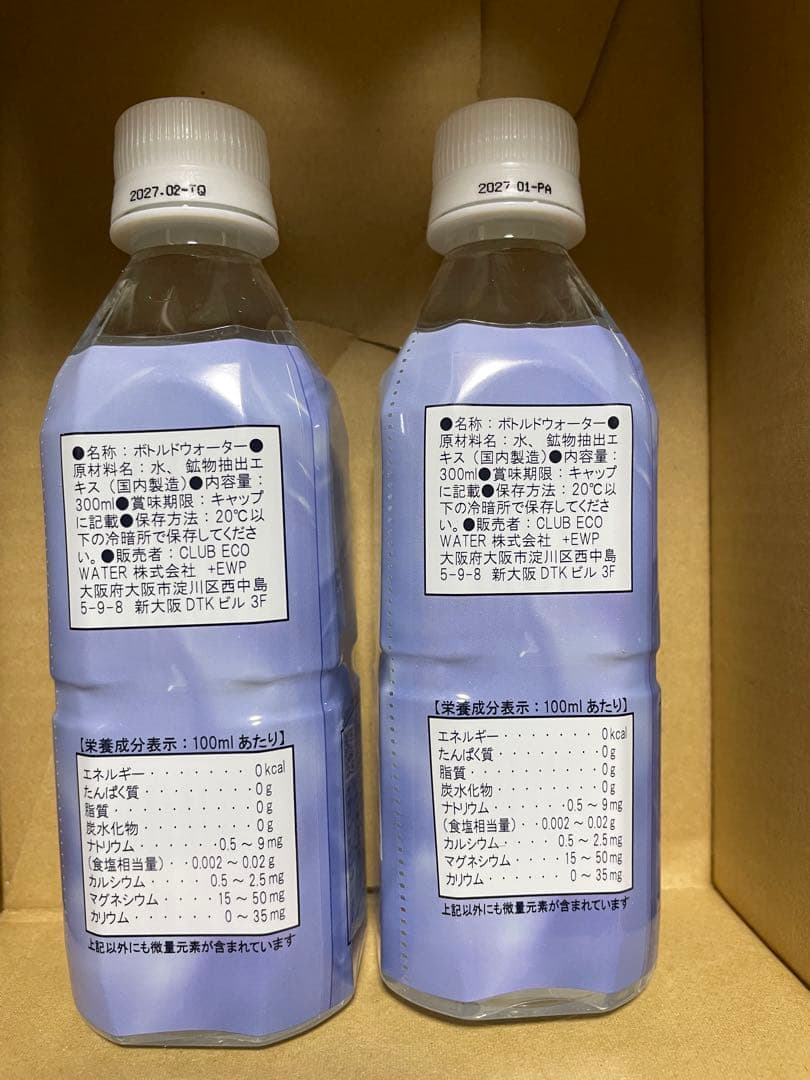 2027.02-TQ
●名称：ボトルドウォーター●
原材料名：水、鉱物抽出エ
キス（国内製造）●内容量：
300ml●賞味期限：キャップ
に記載●保存方法：20℃以
下の冷暗所で保存してくださ
い。●販売者：CLUB ECO
WATER 株式会社 +EWP
大阪府大阪市淀川区西中島
5-9-8 新大阪 DTK ビル 3F
【栄養成分表示：100ml あたり】
エネルギー・・・・・・・0kcal
たんぱく質・・・・・・・・0g
脂質・・・・・・・・・・・0g
炭水化物・・・・・・・・・0g
ナトリウム・・・・・・0.5～9mg
(食塩相当量)・・0.002～0.02g
カルシウム・・・・・0.5～2.5mg
マグネシウム・・・・15～50mg
カリウム・・・・・・・0～35mg
上記以外にも微量元素が含まれています
2027.01-PA
●名称：ボトルドウォーター●
原材料名：水、鉱物抽出エ
キス（国内製造）●内容量：
300ml●賞味期限：キャップ
に記載●保存方法：20℃以
下の冷暗所で保存してくださ
い。●販売者：CLUB ECO
WATER 株式会社 +EWP
大阪府大阪市淀川区西中島
5-9-8 新大阪 DTK ビル 3F
【栄養成分表示：100ml あたり】
エネルギー・・・・・・・0kcal
たんぱく質・・・・・・・・0g
脂質・・・・・・・・・・・0g
炭水化物・・・・・・・・・0g
ナトリウム・・・・・・・0.5～9mg
(食塩相当量)・・0.002～0.02g
カルシウム・・・・・0.5～2.5mg
マグネシウム・・・・15～50mg
カリウム・・・・・・・0～35mg
上記以外にも微量元素が含まれています